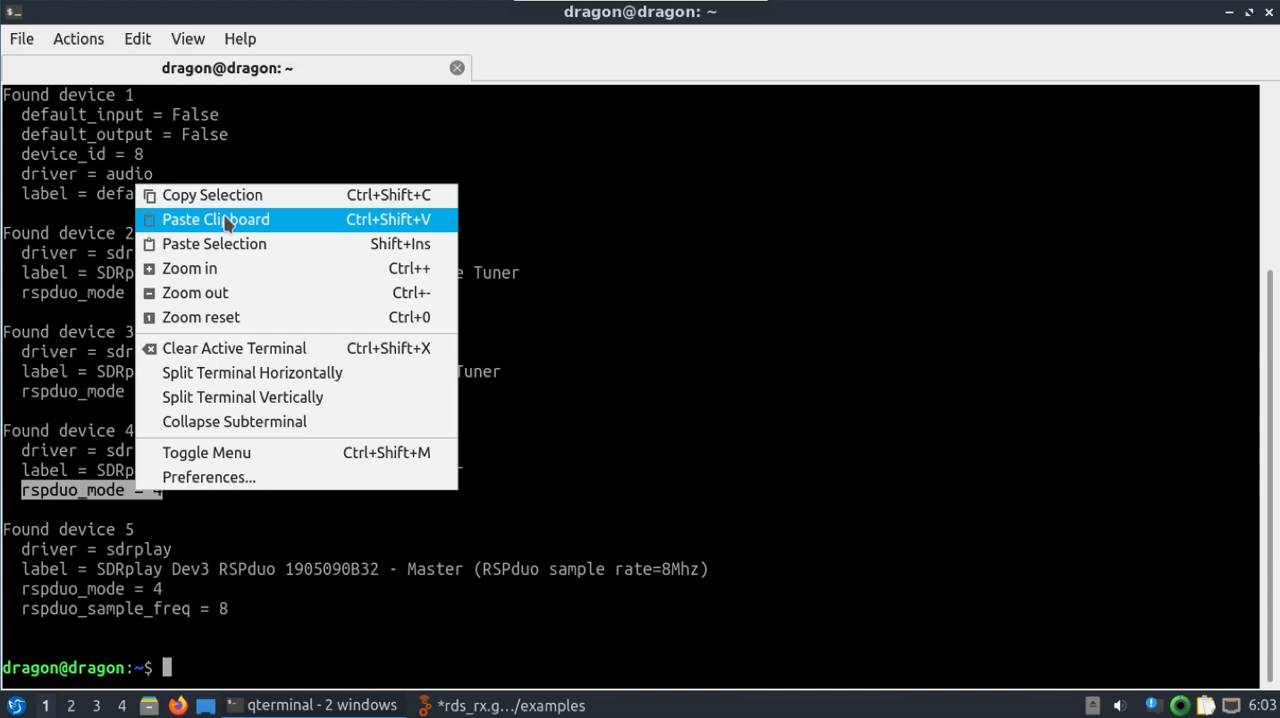 dragon@dragon: ~
File Actions Edit View Help
dragon@dragon: ~
Found device 1
default_input = False
default_output = False
device_id = 8
driver = audio
label = defa
Copy Selection Ctrl+Shift+C
Paste Clipboard Ctrl+Shift+V
Paste Selection Shift+Ins
Zoom in Ctrl++
Zoom out Ctrl+-
Zoom reset Ctrl+0
Clear Active Terminal Ctrl+Shift+X
Split Terminal Horizontally
Split Terminal Vertically
Collapse Subterminal
Toggle Menu Ctrl+Shift+M
Preferences...
Found device 2
driver = sdr
label = SDRp e Tuner
rspduo_mode
Found device 3
driver = sdr
label = SDRp Tuner
rspduo_mode
Found device 4
driver = sdr
label = SDRp
rspduo_mode = 4
Found device 5
driver = sdrplay
label = SDRplay Dev3 RSPduo 1905090B32 - Master (RSPduo sample rate=8Mhz)
rspduo_mode = 4
rspduo_sample_freq = 8
dragon@dragon:~$
1 2 3 4 qterminal - 2 windows *rds_rx.g.../examples 6:03